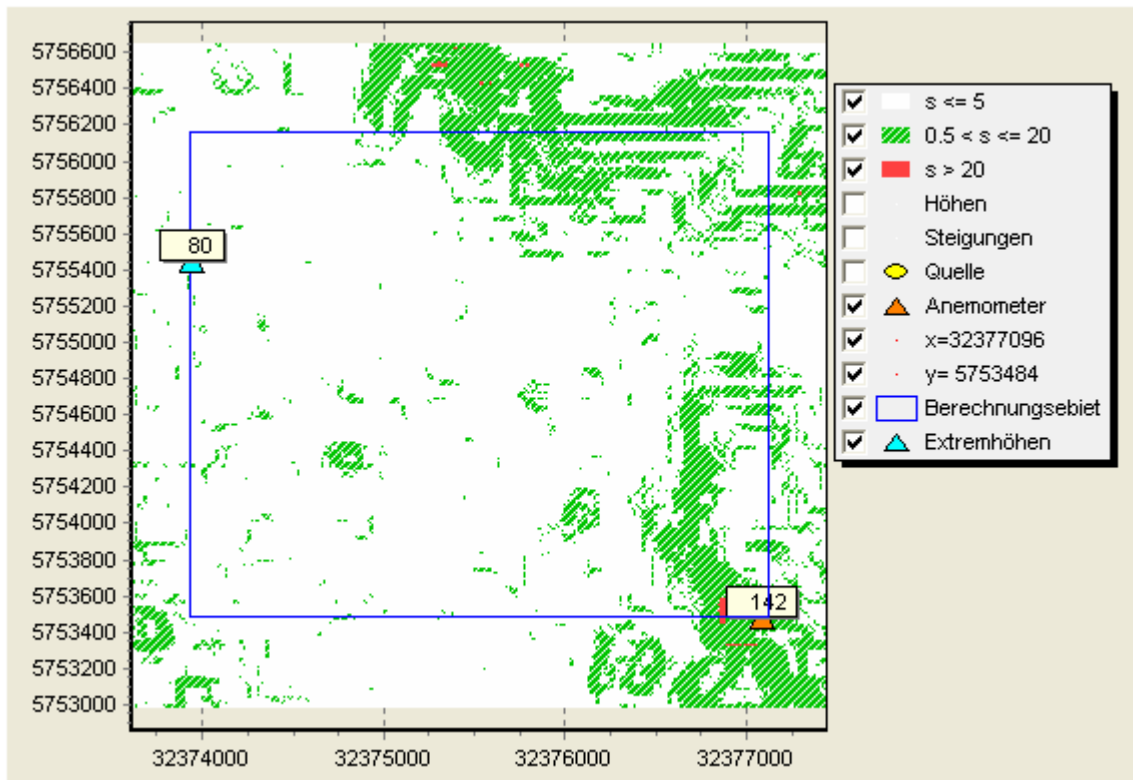 5756600
5756400
5756200
5756000
5755800
5755600
5755400
5755200
5755000
5754800
5754600
5754400
5754200
5754000
5753800
5753600
5753400
5753200
5753000
80
142
32374000 32375000 32376000 32377000
s <= 5
0.5 < s <= 20
s > 20
Höhen
Steigungen
Quelle
Anemometer
x=32377096
y= 5753484
Berechnungsebiet
Extremhöhen